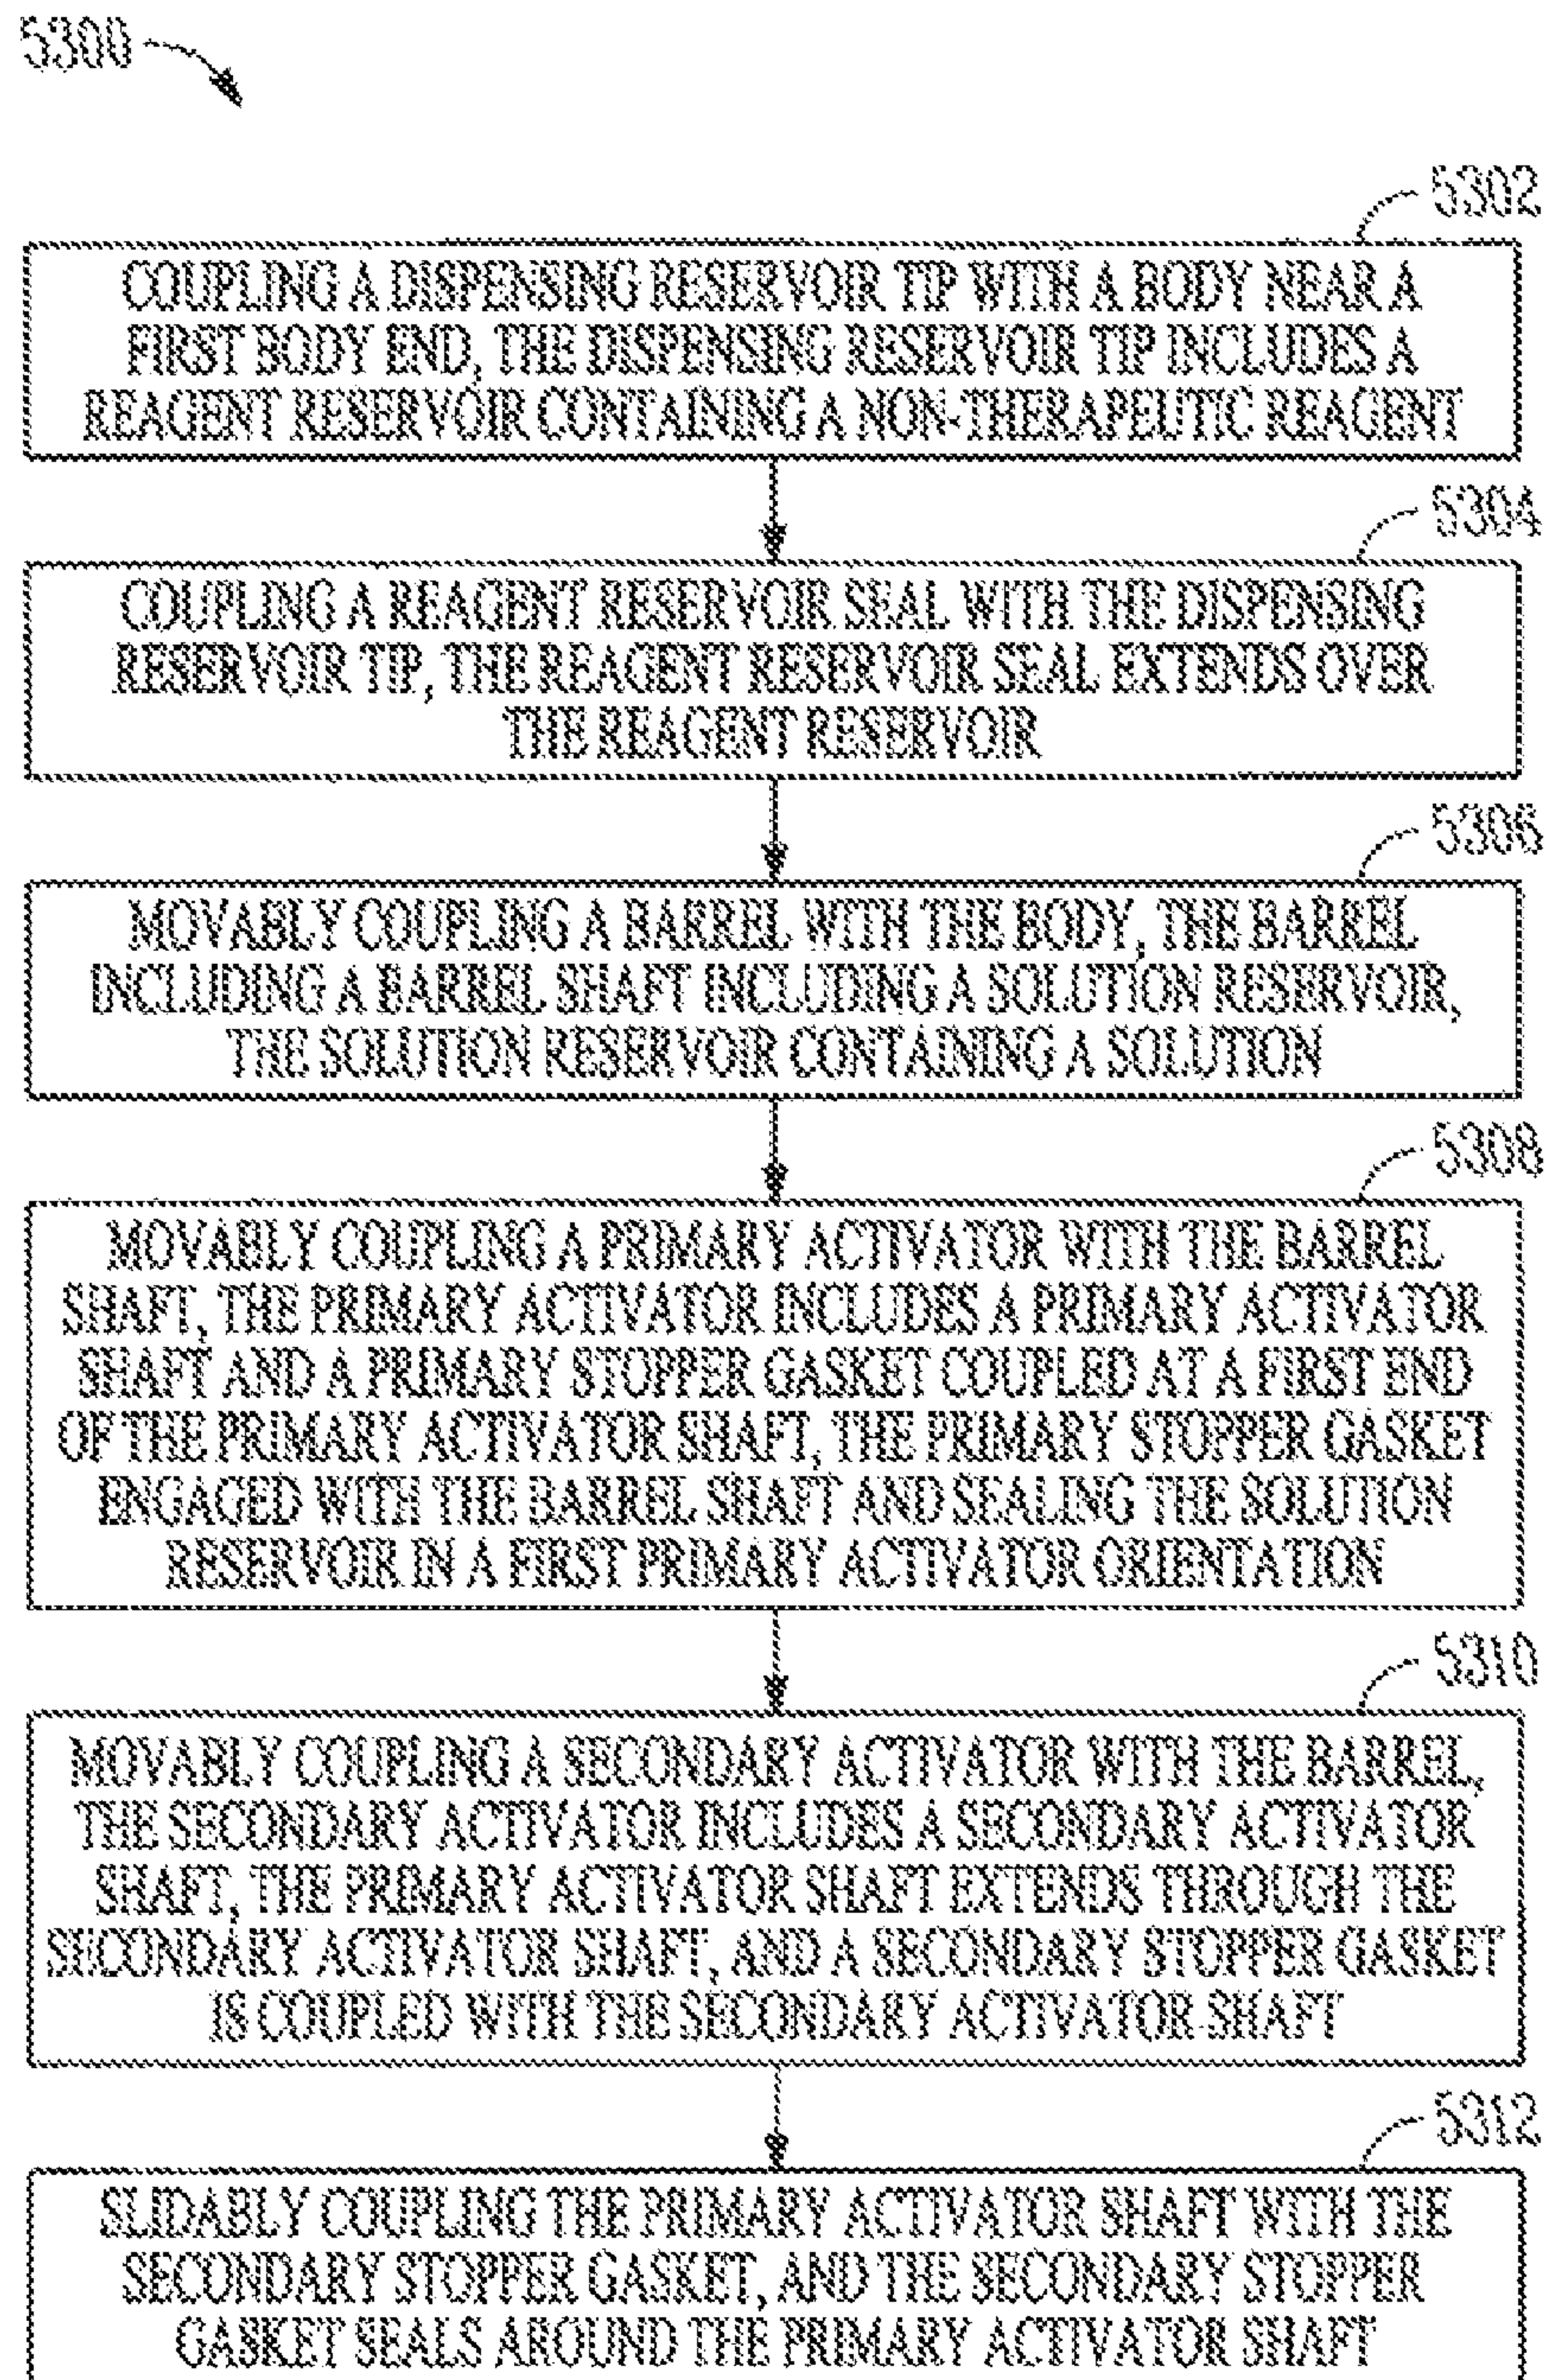 5300
5302
COUPLING A DISPENSING RESERVOIR TIP WITH A BODY NEAR A
FIRST BODY END, THE DISPENSING RESERVOIR TIP INCLUDES A
REAGENT RESERVOIR CONTAINING A NON-THERAPEUTIC REAGENT
5304
COUPLING A REAGENT RESERVOIR SEAL WITH THE DISPENSING
RESERVOIR TIP, THE REAGENT RESERVOIR SEAL EXTENDS OVER
THE REAGENT RESERVOIR
5306
MOVABLY COUPLING A BARREL WITH THE BODY, THE BARREL
INCLUDING A BARREL SHAFT INCLUDING A SOLUTION RESERVOIR,
THE SOLUTION RESERVOIR CONTAINING A SOLUTION
5308
MOVABLY COUPLING A PRIMARY ACTIVATOR WITH THE BARREL
SHAFT, THE PRIMARY ACTIVATOR INCLUDES A PRIMARY ACTIVATOR
SHAFT AND A PRIMARY STOPPER GASKET COUPLED AT A FIRST END
OF THE PRIMARY ACTIVATOR SHAFT, THE PRIMARY STOPPER GASKET
ENGAGED WITH THE BARREL SHAFT AND SEALING THE SOLUTION
RESERVOIR IN A FIRST PRIMARY ACTIVATOR ORIENTATION
5310
MOVABLY COUPLING A SECONDARY ACTIVATOR WITH THE BARREL,
THE SECONDARY ACTIVATOR INCLUDES A SECONDARY ACTIVATOR
SHAFT, THE PRIMARY ACTIVATOR SHAFT EXTENDS THROUGH THE
SECONDARY ACTIVATOR SHAFT, AND A SECONDARY STOPPER GASKET
IS COUPLED WITH THE SECONDARY ACTIVATOR SHAFT
5312
SLIDABLY COUPLING THE PRIMARY ACTIVATOR SHAFT WITH THE
SECONDARY STOPPER GASKET, AND THE SECONDARY STOPPER
GASKET SEALS AROUND THE PRIMARY ACTIVATOR SHAFT